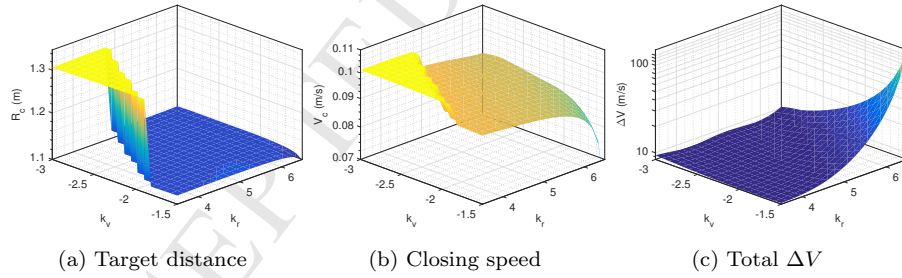 1.3
1.2
1.1
R_c (m)
-3
-2.5
-2
-1.5
k_v
4
5
6
k_r
0.11
0.1
0.09
0.08
0.07
V_c (m/s)
-3
-2.5
-2
-1.5
k_v
4
5
6
k_r
100
10
ΔV (m/s)
-3
-2.5
-2
-1.5
k_v
4
5
6
k_r
(a) Target distance
(b) Closing speed
(c) Total ΔV